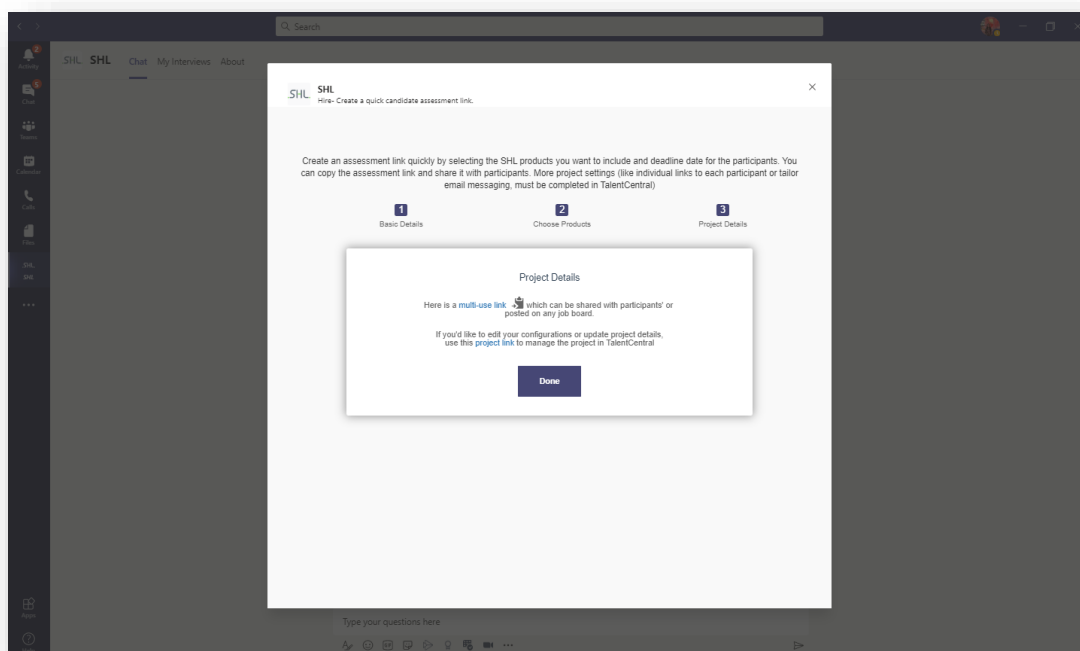 Search
2
Activity
SHL SHL Chat My Interviews About
5
Chat
Teams
Calendar
Calls
Files
SHL
SHL
SHL SHL
Hire- Create a quick candidate assessment link.
Create an assessment link quickly by selecting the SHL products you want to include and deadline date for the participants. You
can copy the assessment link and share it with participants. More project settings (like individual links to each participant or tailor
email messaging, must be completed in TalentCentral)
1 2 3
Basic Details Choose Products Project Details
Project Details
Here is a multi-use link which can be shared with participants' or
posted on any job board.
If you'd like to edit your configurations or update project details,
use this project link to manage the project in TalentCentral
Done
Type your questions here
Apps